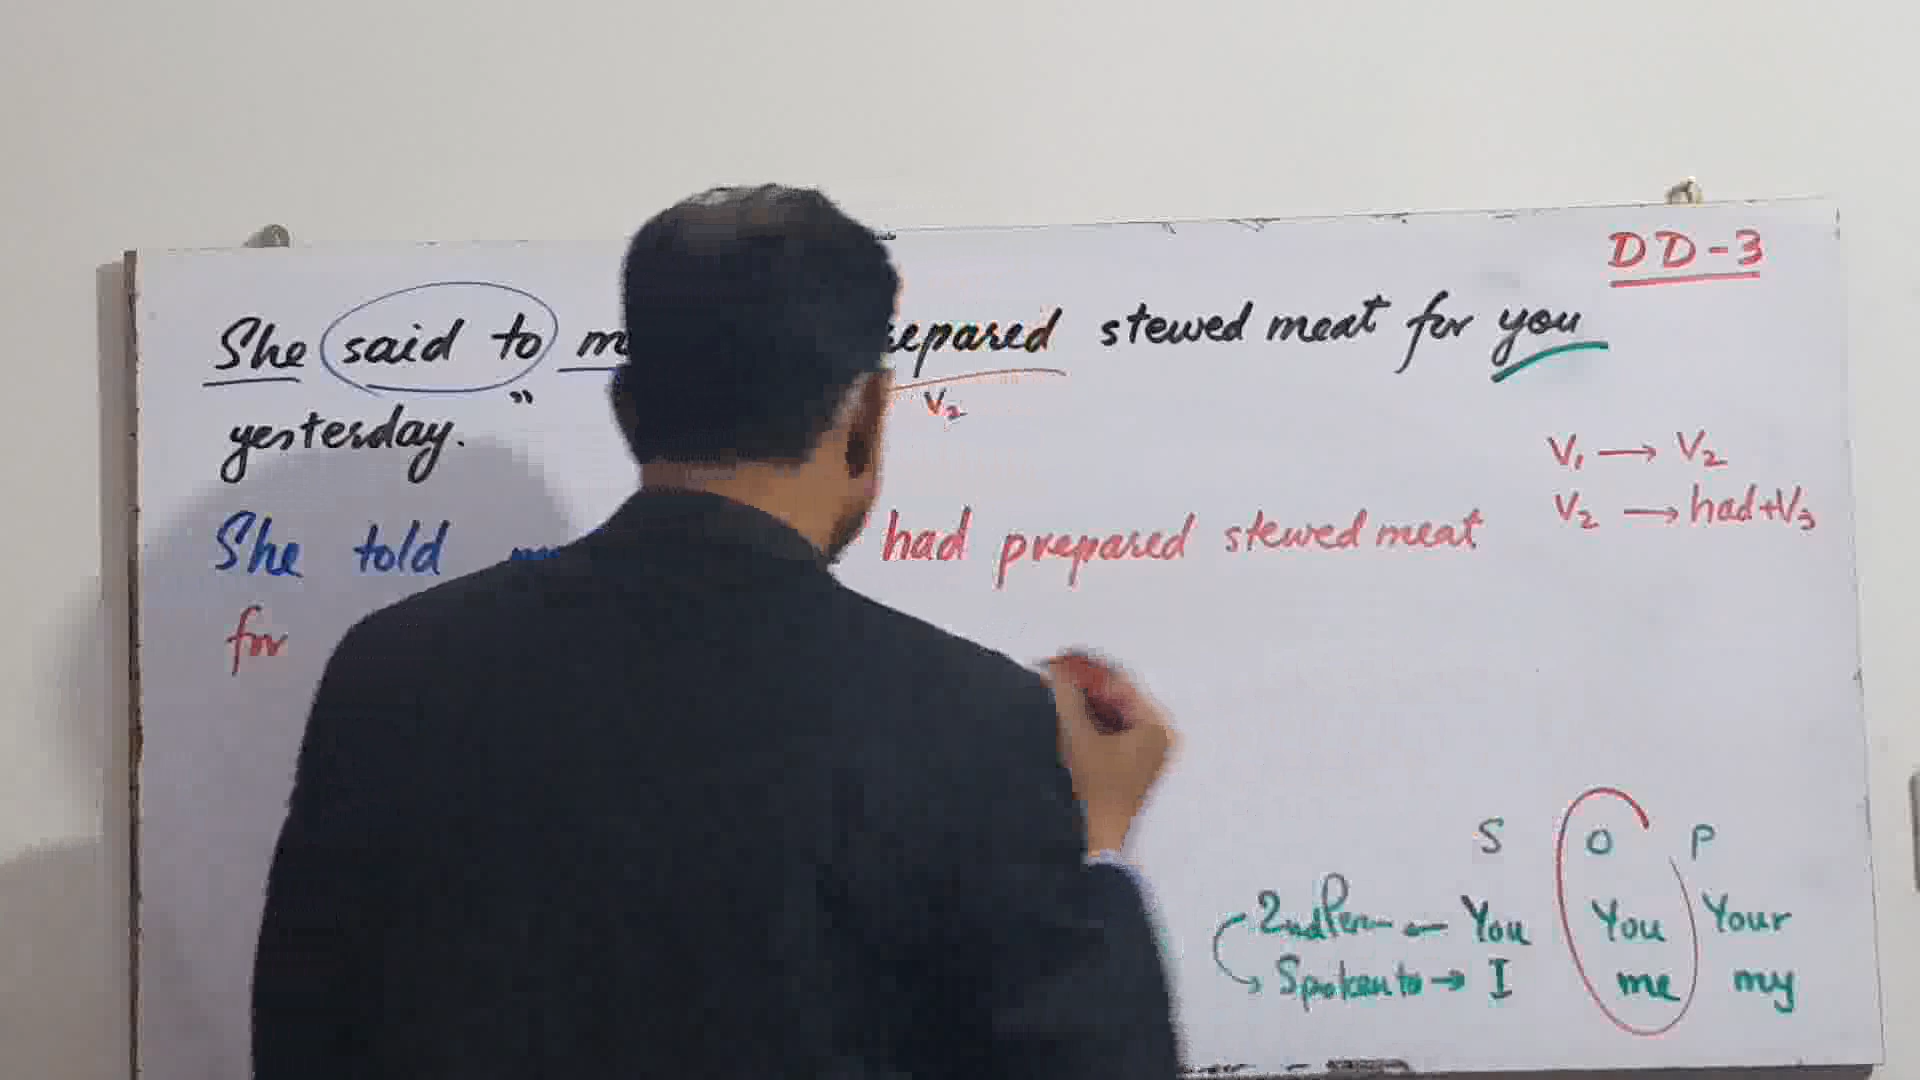 DD-3
She said to stewed meat for you
V2
yesterday."
V1 → V2
V2 → had+V3
She told had prepared stewed meat
for
S O P
2nd Per — You You Your
Spoken to → I me my